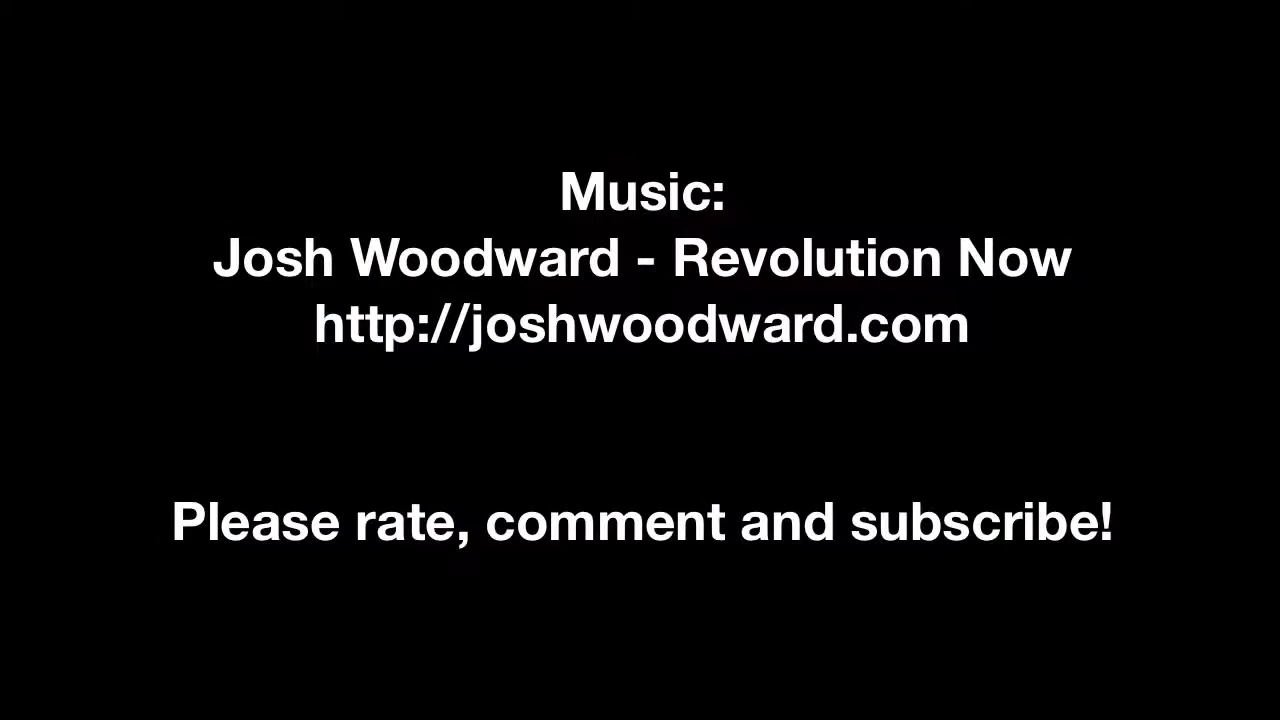 Music:
Josh Woodward - Revolution Now
http://joshwoodward.com
Please rate, comment and subscribe!